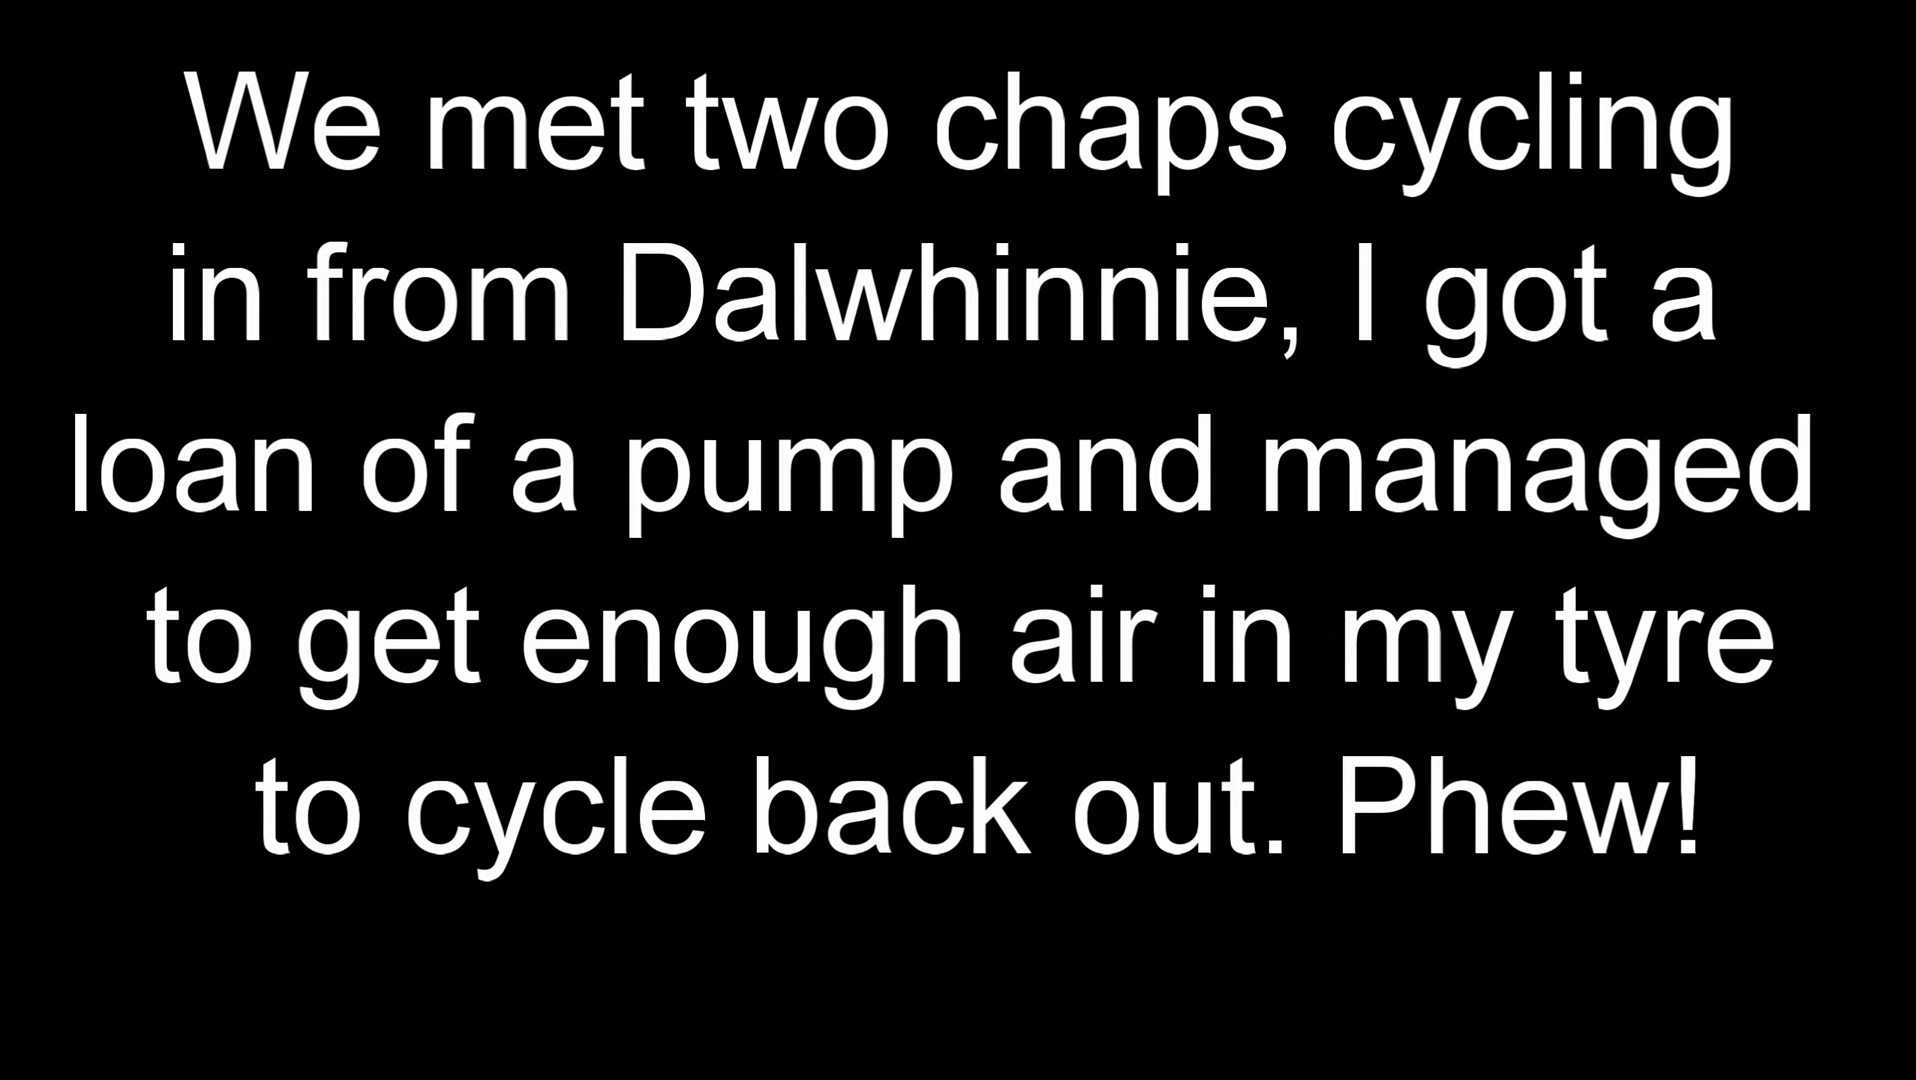 We met two chaps cycling
in from Dalwhinnie, I got a
loan of a pump and managed
to get enough air in my tyre
to cycle back out. Phew!